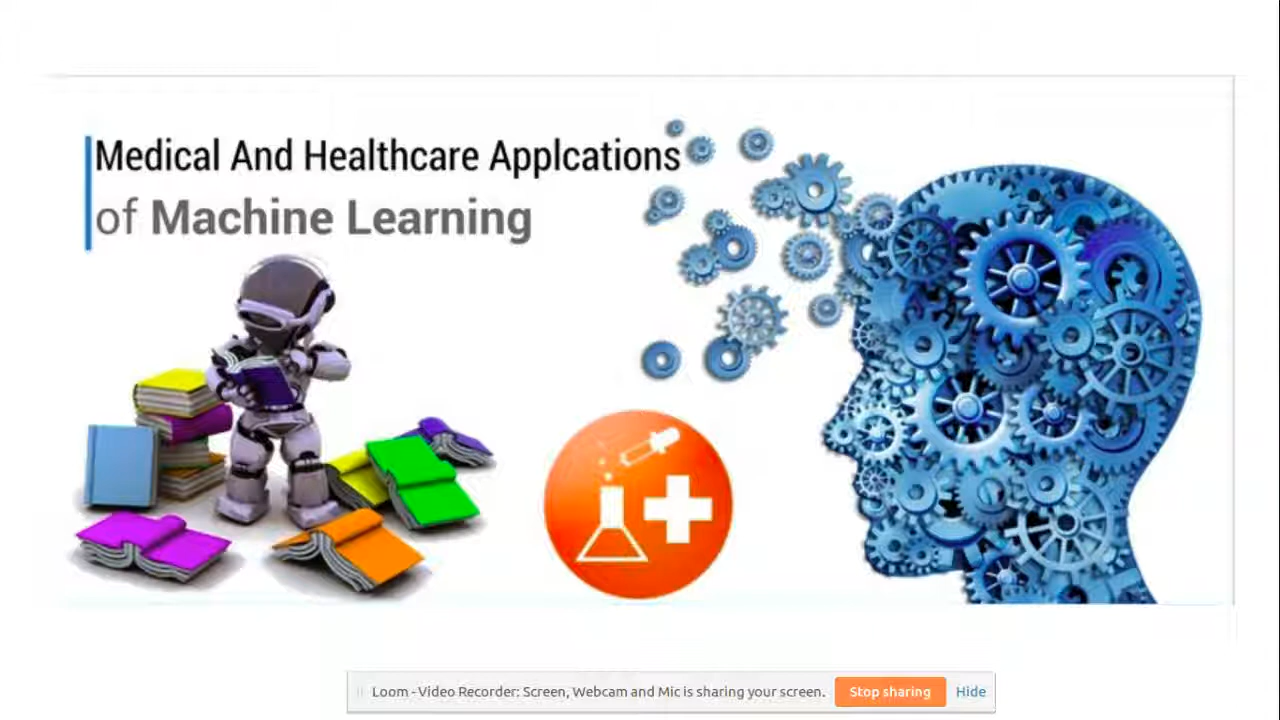 Medical And Healthcare Applcations
of Machine Learning
Loom - Video Recorder: Screen, Webcam and Mic is sharing your screen. Stop sharing Hide